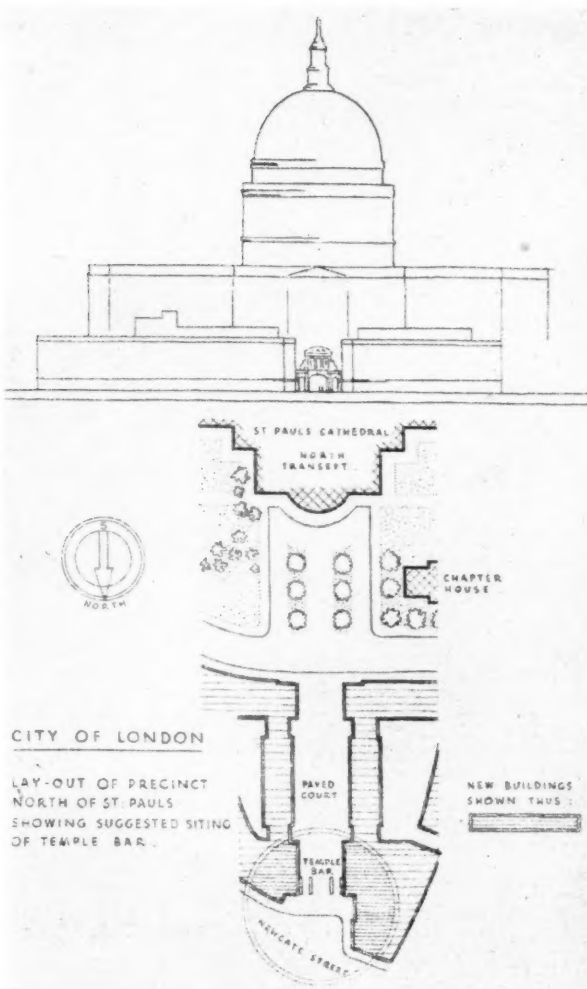 ST PAULS CATHEDRAL
NORTH
TRANSEPT
S
NORTH
CHAPTER
HOUSE
CITY OF LONDON
LAY-OUT OF PRECINCT
NORTH OF ST. PAULS
SHOWING SUGGESTED SITING
OF TEMPLE BAR.
PAVED
COURT
NEW BUILDINGS
SHOWN THUS:
TEMPLE
BAR
NEWGATE STREET